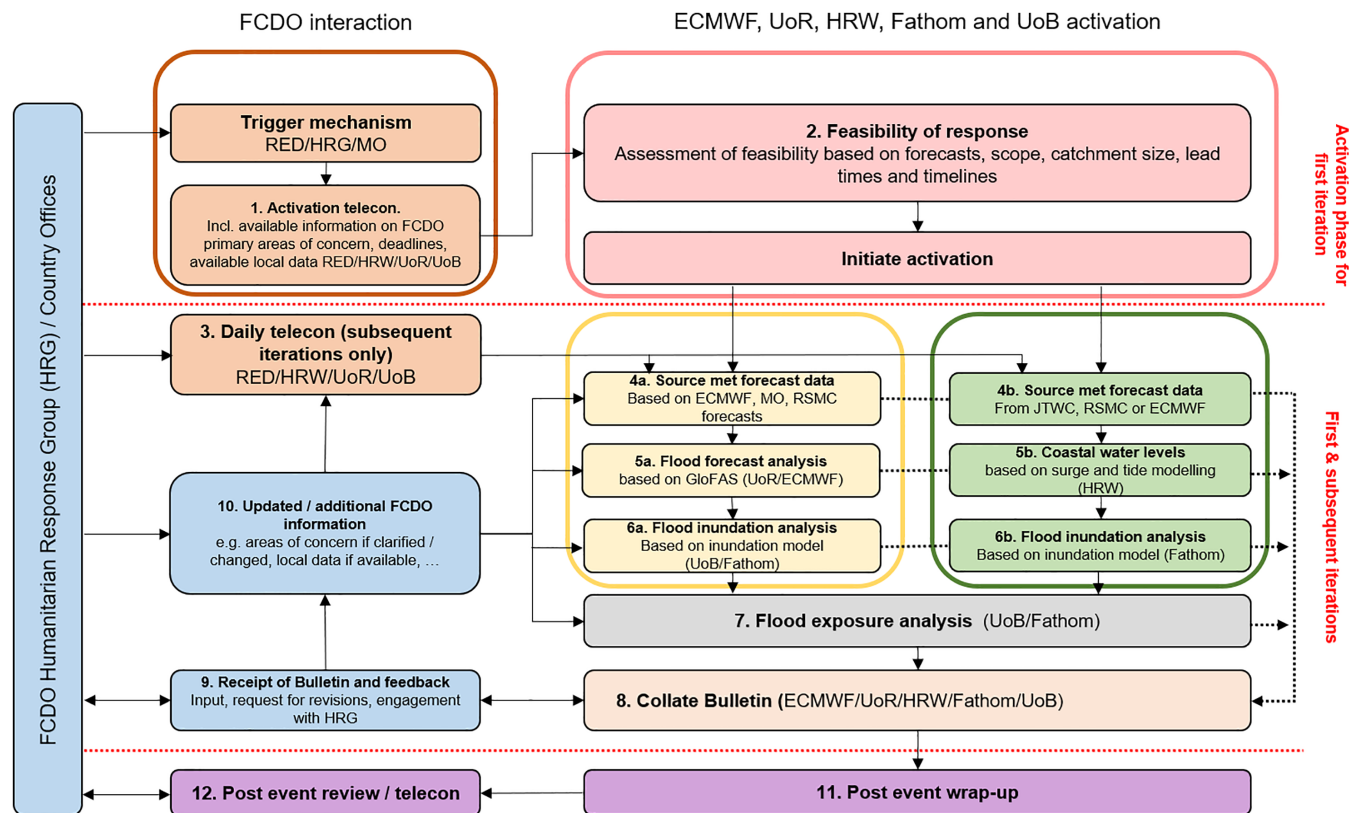 FCDO interaction
ECMWF, UoR, HRW, Fathom and UoB activation
FCDO Humanitarian Response Group (HRG) / Country Offices
Trigger mechanism
RED/HRG/MO
1. Activation telecon.
Incl. available information on FCDO
primary areas of concern, deadlines,
available local data RED/HRW/UoR/UoB
2. Feasibility of response
Assessment of feasibility based on forecasts, scope, catchment size, lead
times and timelines
Initiate activation
Activation phase for
first iteration
3. Daily telecon (subsequent
iterations only)
RED/HRW/UoR/UoB
4a. Source met forecast data
Based on ECMWF, MO, RSMC
forecasts
4b. Source met forecast data
From JTWC, RSMC or ECMWF
5a. Flood forecast analysis
based on GloFAS (UoR/ECMWF)
5b. Coastal water levels
based on surge and tide modelling
(HRW)
6a. Flood inundation analysis
Based on inundation model
(UoB/Fathom)
6b. Flood inundation analysis
Based on inundation model (Fathom)
10. Updated / additional FCDO
information
e.g. areas of concern if clarified /
changed, local data if available, …
7. Flood exposure analysis (UoB/Fathom)
9. Receipt of Bulletin and feedback
Input, request for revisions, engagement
with HRG
8. Collate Bulletin (ECMWF/UoR/HRW/Fathom/UoB)
First & subsequent iterations
12. Post event review / telecon
11. Post event wrap-up